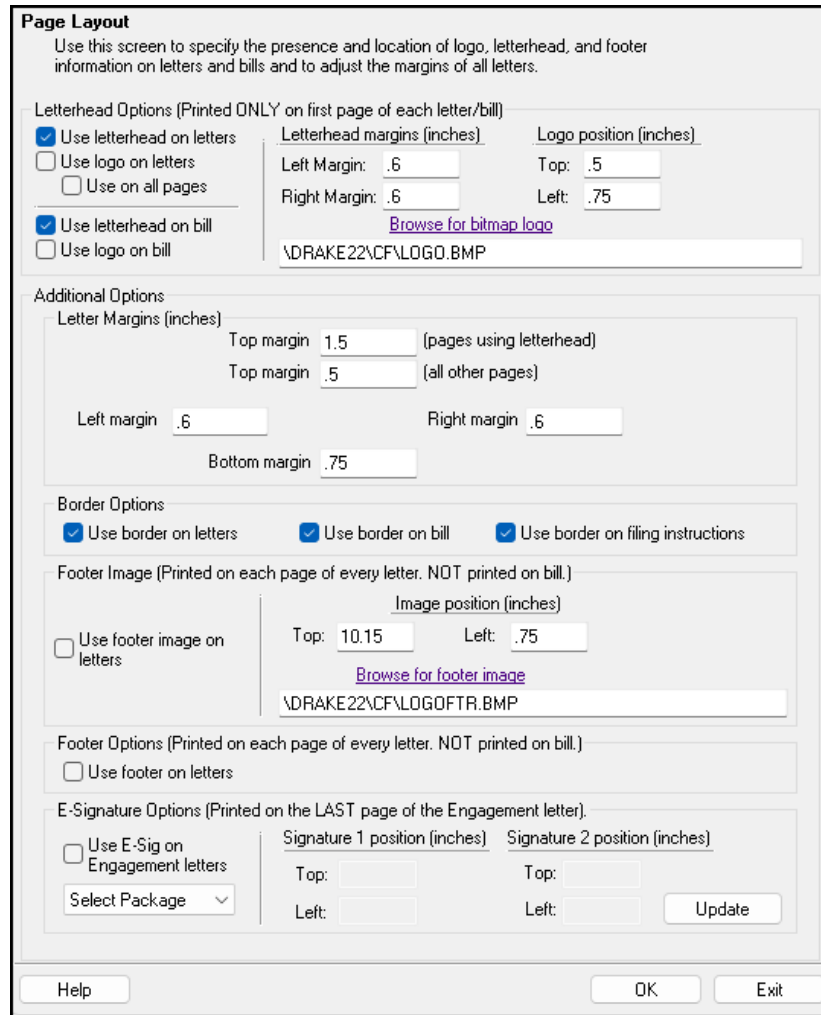 Page Layout
Use this screen to specify the presence and location of logo, letterhead, and footer
information on letters and bills and to adjust the margins of all letters.
Letterhead Options (Printed ONLY on first page of each letter/bill)
Use letterhead on letters
Use logo on letters
Use on all pages
Use letterhead on bill
Use logo on bill
Letterhead margins (inches)
Left Margin: .6
Right Margin: .6
Logo position (inches)
Top: .5
Left: .75
Browse for bitmap logo
\DRAKE22\CF\LOGO.BMP
Additional Options
Letter Margins (inches)
Top margin 1.5 (pages using letterhead)
Top margin .5 (all other pages)
Left margin .6 Right margin .6
Bottom margin .75
Border Options
Use border on letters Use border on bill Use border on filing instructions
Footer Image (Printed on each page of every letter. NOT printed on bill.)
Use footer image on
letters
Image position (inches)
Top: 10.15 Left: .75
Browse for footer image
\DRAKE22\CF\LOGOFTR.BMP
Footer Options (Printed on each page of every letter. NOT printed on bill.)
Use footer on letters
E-Signature Options (Printed on the LAST page of the Engagement letter).
Use E-Sig on
Engagement letters
Select Package
Signature 1 position (inches)
Top:
Left:
Signature 2 position (inches)
Top:
Left:
Update
Help OK Exit